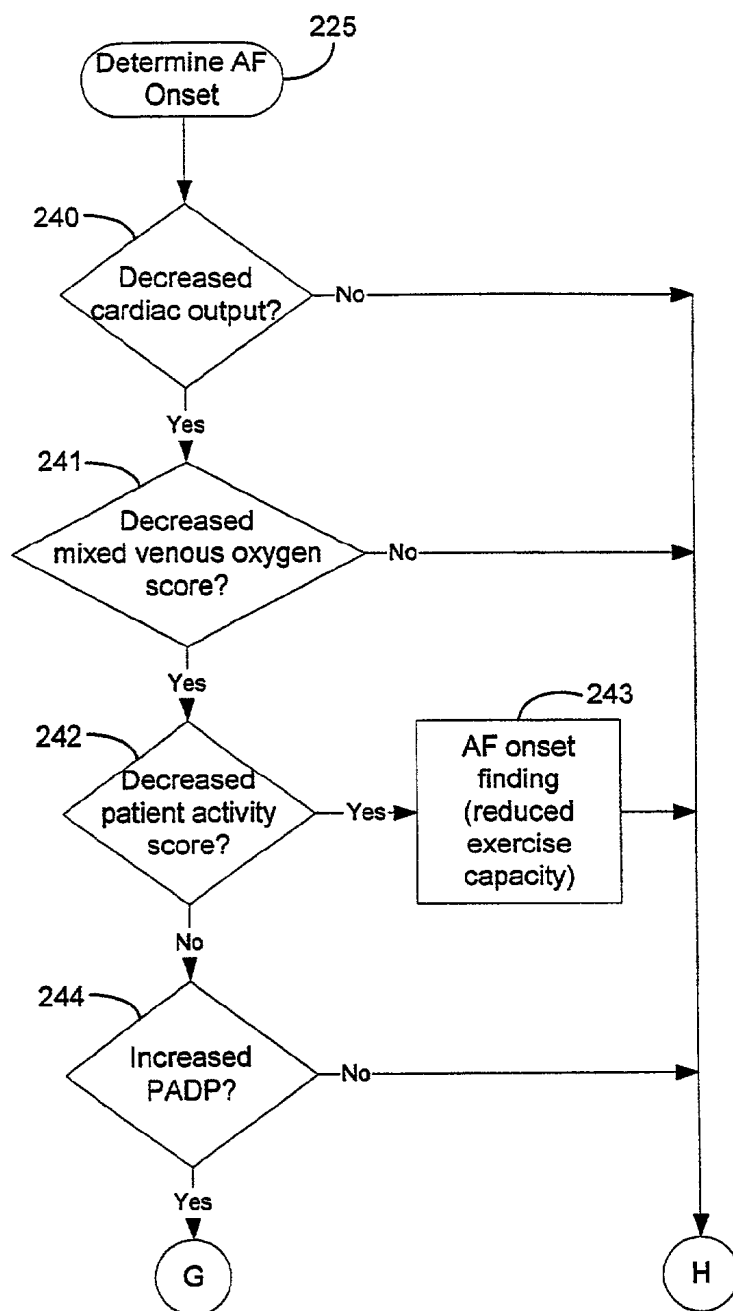 225
Determine AF
Onset
240
Decreased
cardiac output?
No
Yes
241
Decreased
mixed venous oxygen
score?
No
Yes
242
Decreased
patient activity
score?
Yes
243
AF onset
finding
(reduced
exercise
capacity)
No
244
Increased
PADP?
No
Yes
G
H